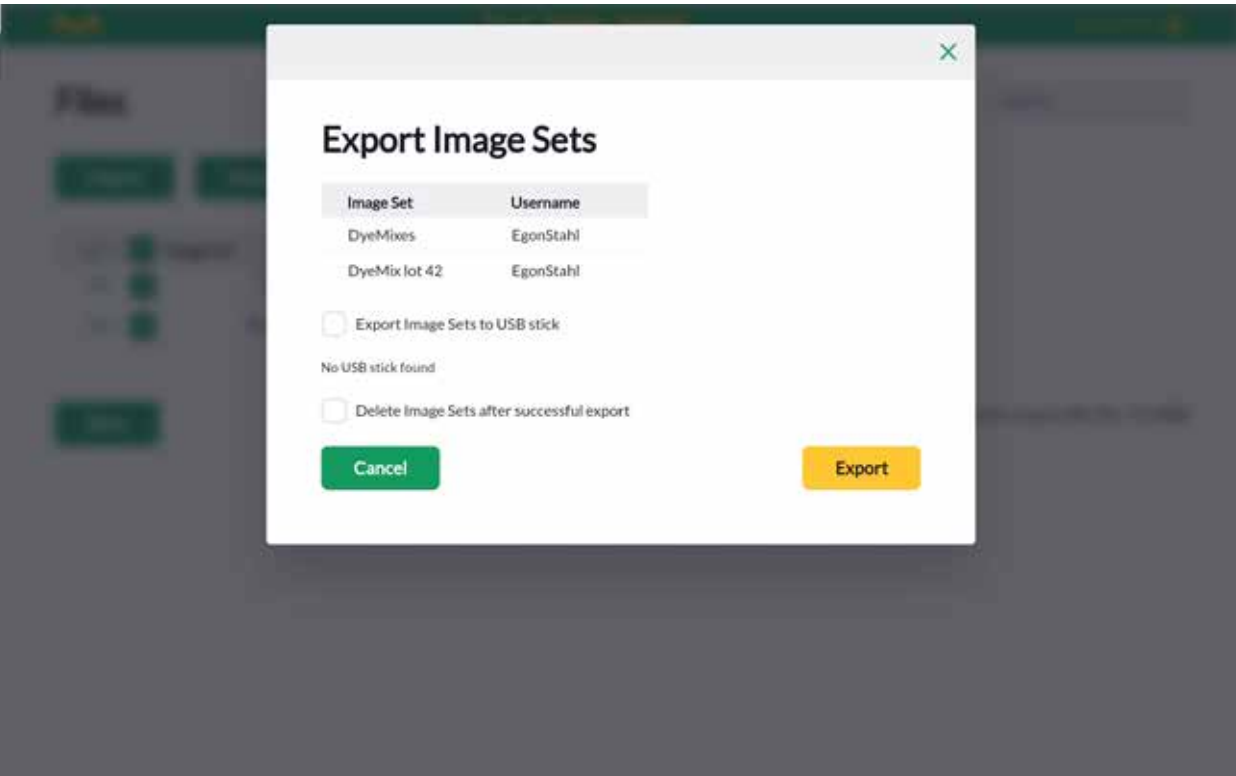 Files
Export Image Sets
Image Set Username
DyeMixes EgonStahl
DyeMix lot 42 EgonStahl
Export Image Sets to USB stick
No USB stick found
Delete Image Sets after successful export
Cancel Export